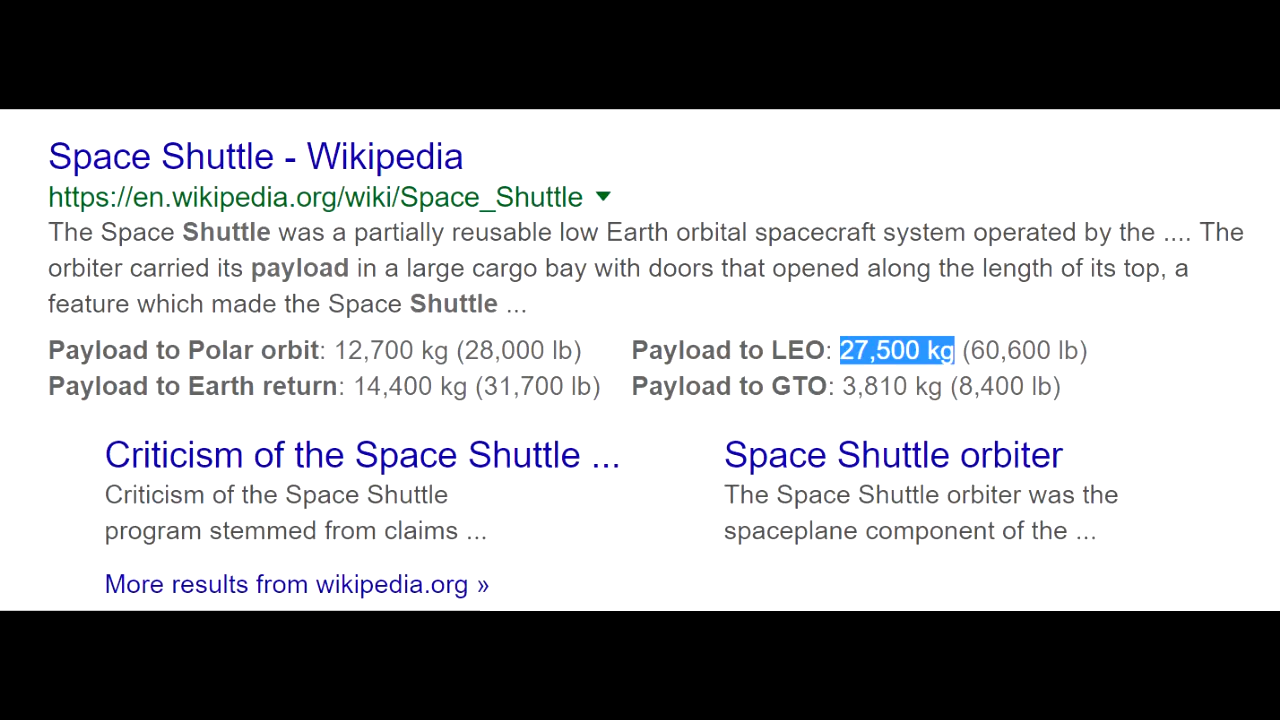 Space Shuttle - Wikipedia
https://en.wikipedia.org/wiki/Space_Shuttle ▼
The Space Shuttle was a partially reusable low Earth orbital spacecraft system operated by the .... The
orbiter carried its payload in a large cargo bay with doors that opened along the length of its top, a
feature which made the Space Shuttle ...
Payload to Polar orbit: 12,700 kg (28,000 lb) Payload to LEO: 27,500 kg (60,600 lb)
Payload to Earth return: 14,400 kg (31,700 lb) Payload to GTO: 3,810 kg (8,400 lb)
Criticism of the Space Shuttle ...
Criticism of the Space Shuttle
program stemmed from claims ...
Space Shuttle orbiter
The Space Shuttle orbiter was the
spaceplane component of the ...
More results from wikipedia.org »